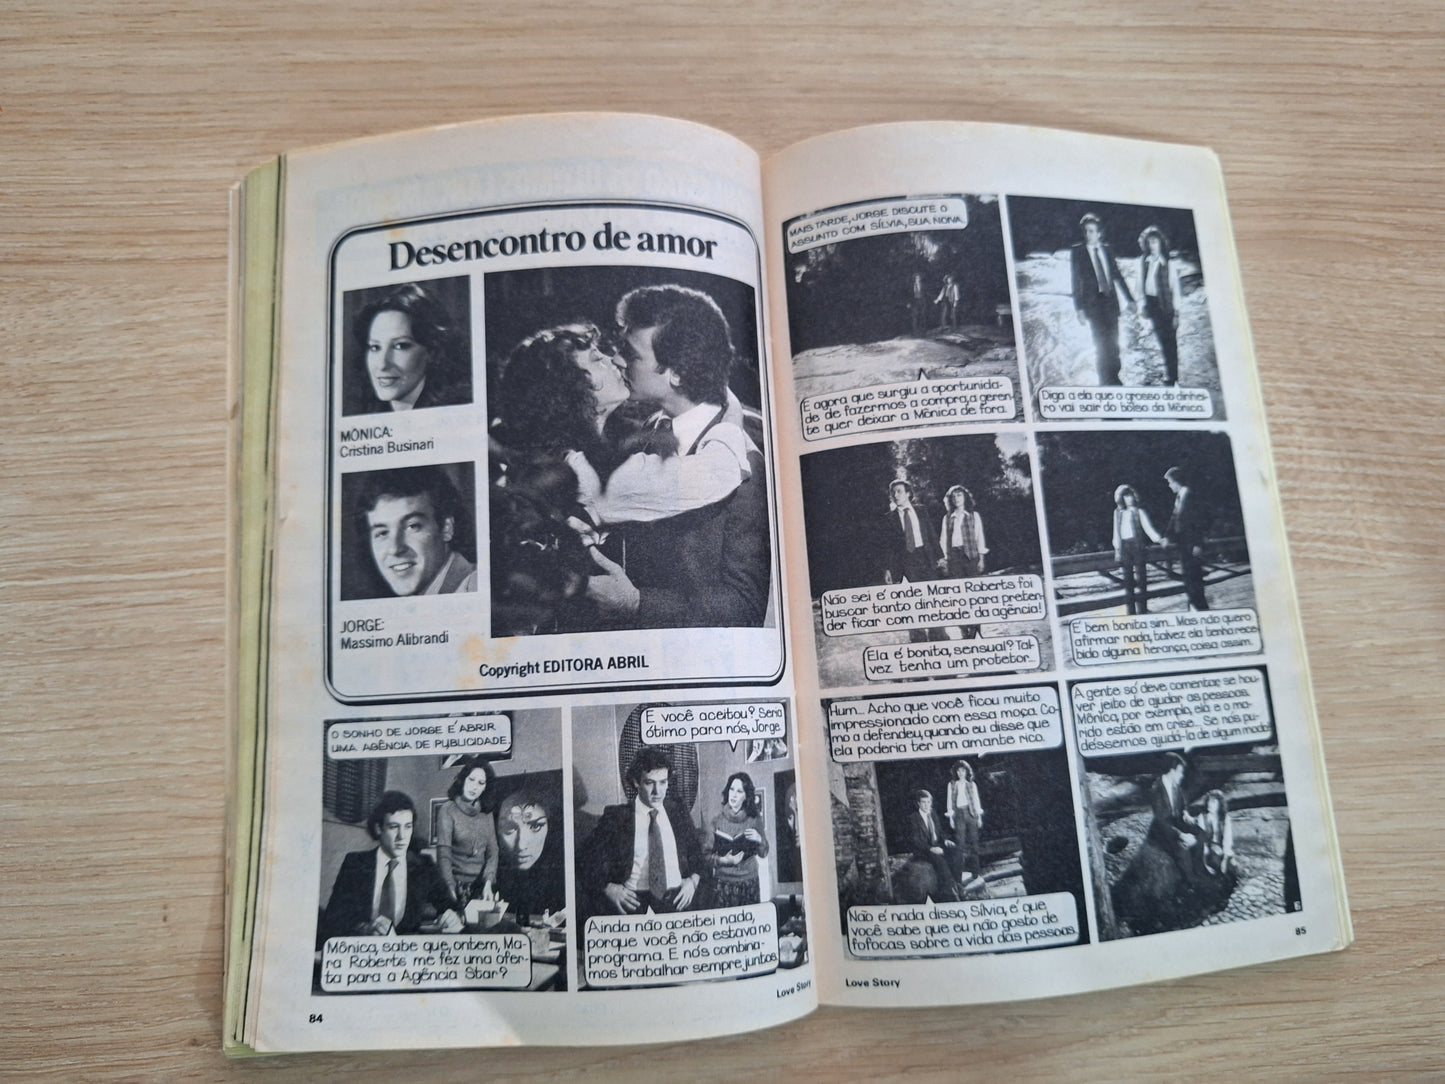 Desencontro de amor
MÔNICA:
Cristina Businari
JORGE:
Massimo Alibrandi
Copyright EDITORA ABRIL
O SONHO DE JORGE É ABRIR
UMA AGÊNCIA DE PUBLICIDADE.
Mônica, sabe que, ontem, Ma-
ra Roberts me fez uma ofer-
ta para a Agência Star?
E você aceitou? Seria
ótimo para nós, Jorge.
Ainda não aceitei nada,
porque você não estava no
programa. E nós combina-
mos trabalhar sempre juntos.
Love Story
84
MAIS TARDE, JORGE DISCUTE O
ASSUNTO COM SÍLVIA, SUA NOIVA.
E agora que surgiu a oportunida-
de de fazermos a compra, a geren-
te quer deixar a Mônica de fora.
Diga a ela que o grosso do dinhei-
ro vai sair do bolso da Mônica.
Não sei é onde Mara Roberts foi
buscar tanto dinheiro para preten-
der ficar com metade da agência!
Ela é bonita, sensual? Tal-
vez tenha um protetor...
É bem bonita sim... Mas não quero
afirmar nada, talvez ela tenha rece-
bido alguma herança, coisa assim.
Hum... Acho que você ficou muito
impressionado com essa moça. Co-
mo a defendeu, quando eu disse que
ela poderia ter um amante rico.
Não é nada disso, Sílvia, é que
você sabe que eu não gosto de
fofocas sobre a vida das pessoas.
A gente só deve comentar, se hou-
ver jeito de ajudar as pessoas.
Mônica, por exemplo, ela e o ma-
rido estão em crise... Se nós pu-
déssemos ajudá-la de algum modo!
85
Love Story